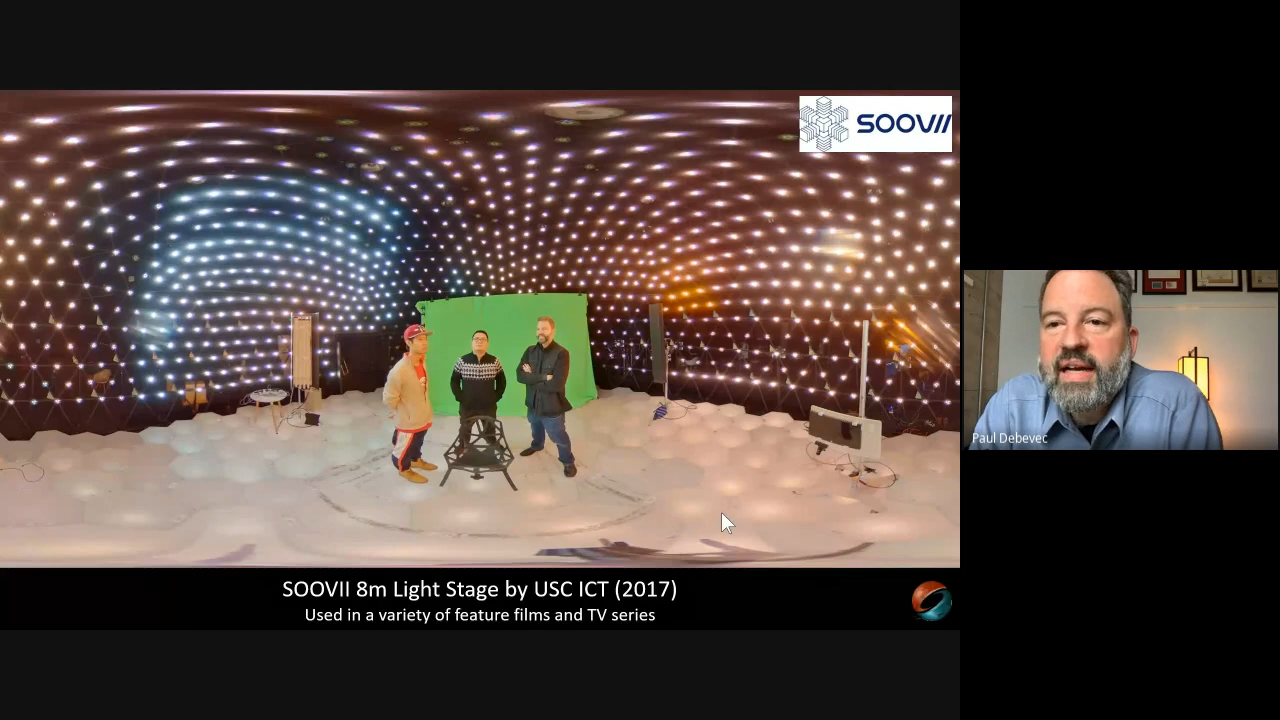 SOOVII
Paul Debevec
SOOVII 8m Light Stage by USC ICT (2017)
Used in a variety of feature films and TV series